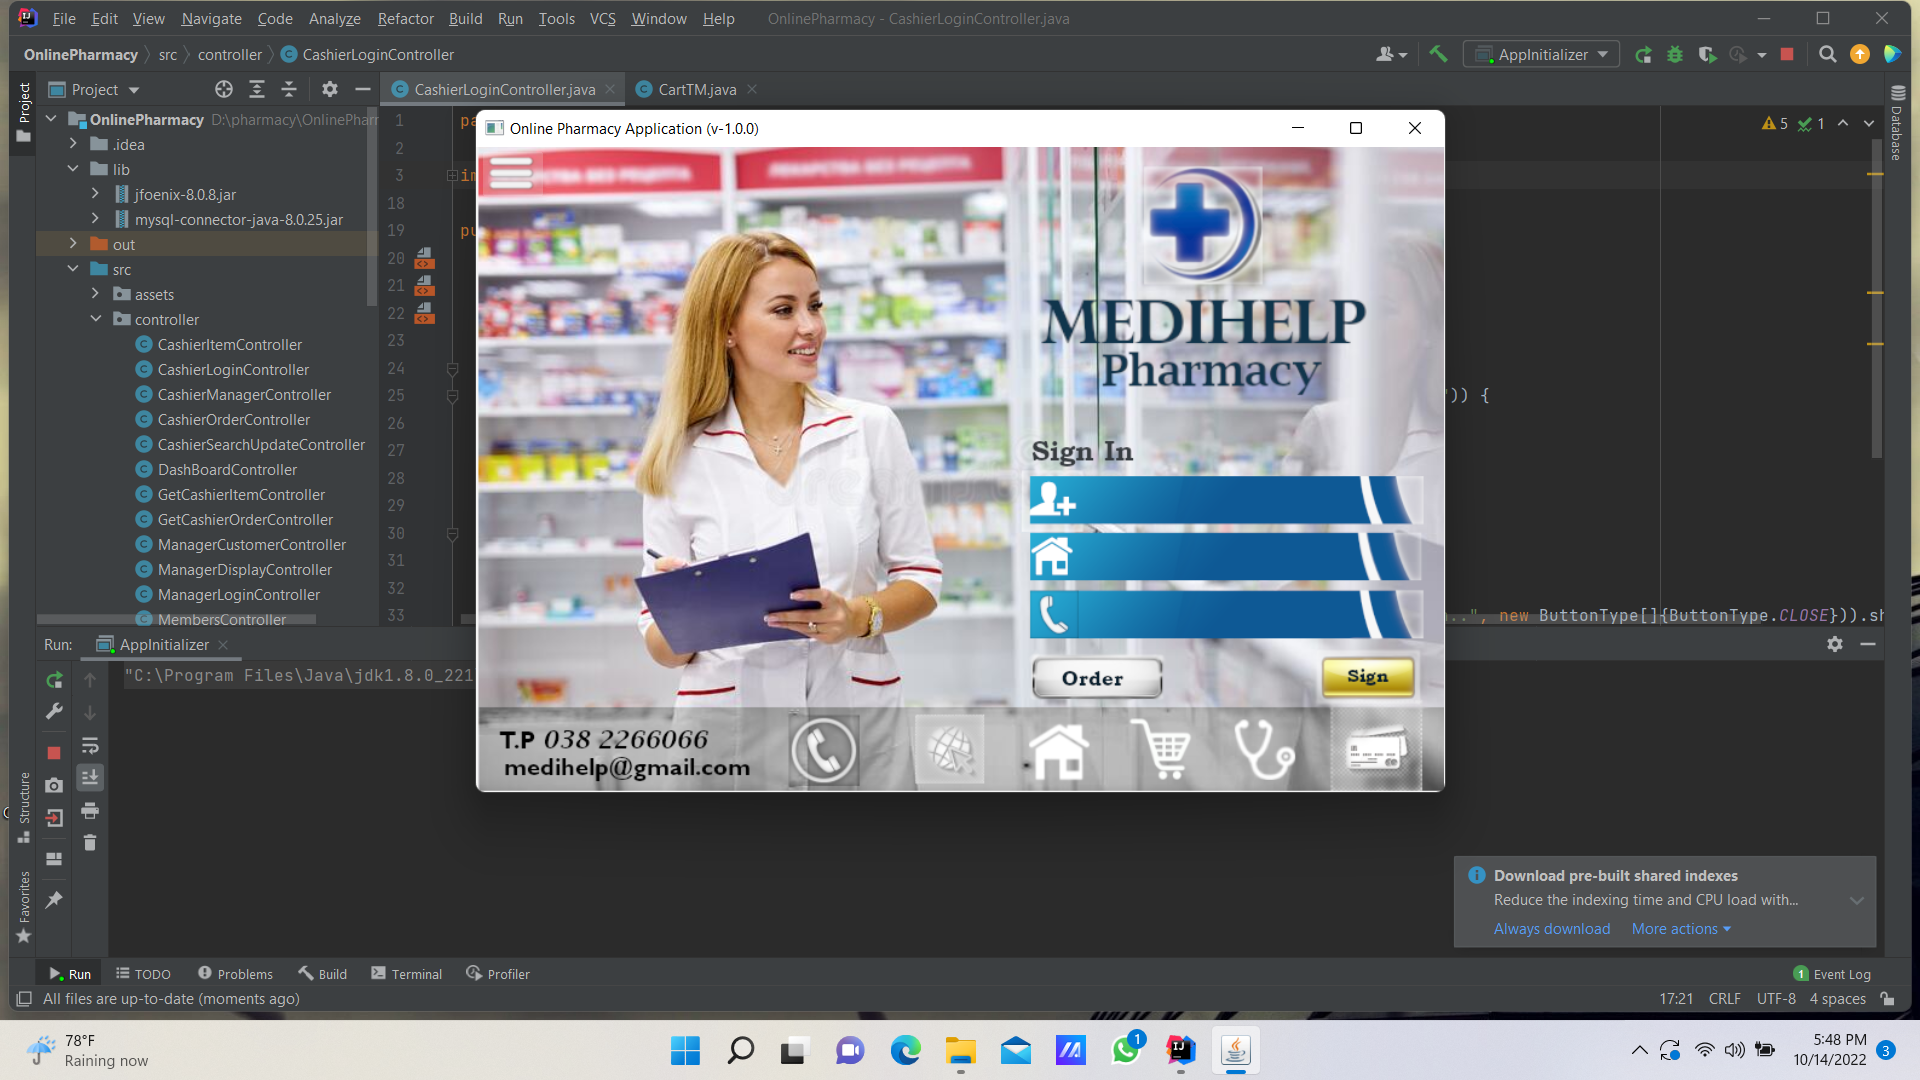 File Edit View Navigate Code Analyze Refactor Build Run Tools VCS Window Help OnlinePharmacy - CashierLoginController.java
OnlinePharmacy src controller CashierLoginController
AppInitializer
Project
Project
CashierLoginController.java
CartTM.java
Database
OnlinePharmacy D:\pharmacy\OnlinePharr
.idea
lib
jfoenix-8.0.8.jar
mysql-connector-java-8.0.25.jar
out
src
assets
controller
CashierItemController
CashierLoginController
CashierManagerController
CashierOrderController
CashierSearchUpdateController
DashBoardController
GetCashierItemController
GetCashierOrderController
ManagerCustomerController
ManagerDisplayController
ManagerLoginController
MembersController
1 pa
2
3 im
18
19 pu
20
21
22
23
24
25
26
27
28
29
30
31
32
33
5 1
)) {
..", new ButtonType[]{ButtonType.CLOSE})).sh
Online Pharmacy Application (v-1.0.0)
ЛЕКАРСТВА БЕЗ РЕЦЕПТА
MEDIHELP
Pharmacy
Sign In
Order
Sign
T.P 038 2266066
medihelp@gmail.com
Run: AppInitializer
"C:\Program Files\Java\jdk1.8.0_221
Structure
Favorites
Download pre-built shared indexes
Reduce the indexing time and CPU load with...
Always download More actions
Run TODO Problems Build Terminal Profiler
1 Event Log
All files are up-to-date (moments ago)
17:21 CRLF UTF-8 4 spaces
78°F
Raining now
1
IJ
5:48 PM
10/14/2022
3